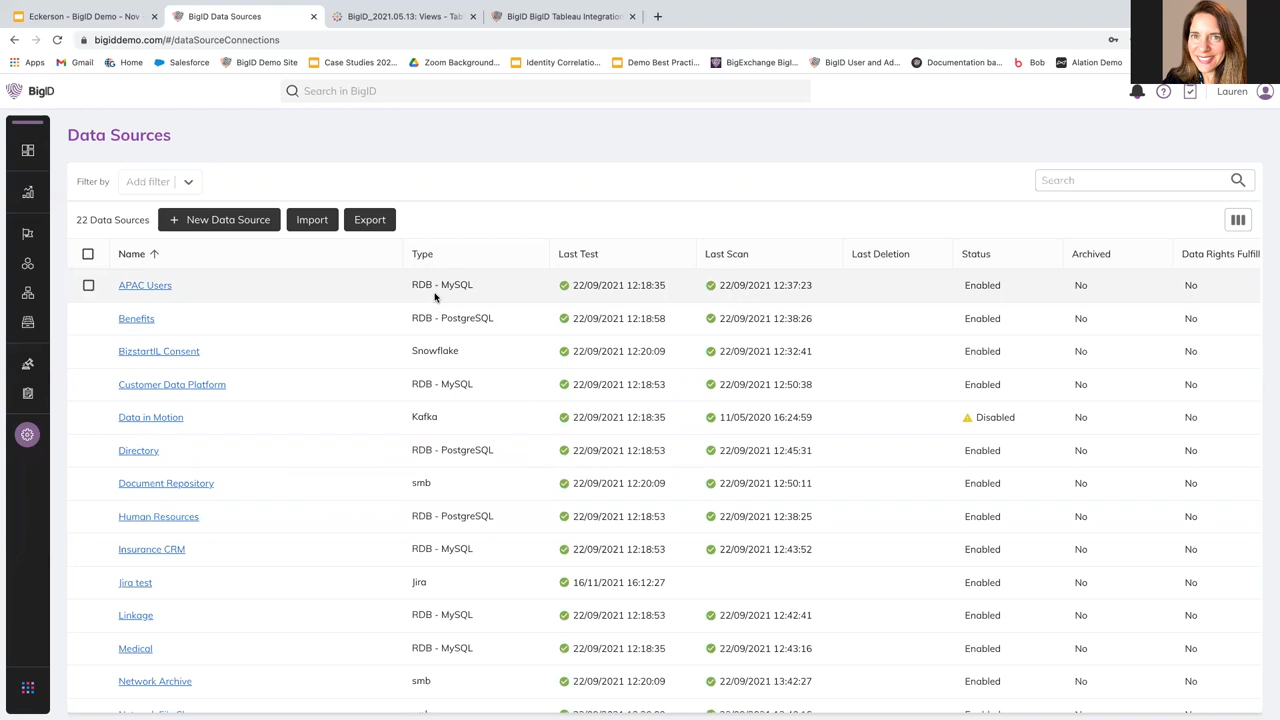 Eckerson - BigID Demo - Nov
BigID Data Sources
BigID_2021.05.13: Views - Tab
BigID BigID Tableau Integration
bigiddemo.com/#/dataSourceConnections
Apps Gmail Home Salesforce BigID Demo Site Case Studies 202... Zoom Background... Identity Correlatio... Demo Best Practi... BigExchange BigI... BigID User and Ad... Documentation ba... Bob Alation Demo
BigID
Search in BigID
Lauren
Data Sources
Filter by Add filter
Search
22 Data Sources + New Data Source Import Export
Name Type Last Test Last Scan Last Deletion Status Archived Data Rights Fulfill
APAC Users RDB - MySQL 22/09/2021 12:18:35 22/09/2021 12:37:23 Enabled No No
Benefits RDB - PostgreSQL 22/09/2021 12:18:58 22/09/2021 12:38:26 Enabled No No
BizstartIL Consent Snowflake 22/09/2021 12:20:09 22/09/2021 12:32:41 Enabled No No
Customer Data Platform RDB - MySQL 22/09/2021 12:18:53 22/09/2021 12:50:38 Enabled No No
Data in Motion Kafka 22/09/2021 12:18:35 11/05/2020 16:24:59 Disabled No No
Directory RDB - PostgreSQL 22/09/2021 12:18:53 22/09/2021 12:45:31 Enabled No No
Document Repository smb 22/09/2021 12:20:09 22/09/2021 12:50:11 Enabled No No
Human Resources RDB - PostgreSQL 22/09/2021 12:18:53 22/09/2021 12:38:25 Enabled No No
Insurance CRM RDB - MySQL 22/09/2021 12:18:53 22/09/2021 12:43:52 Enabled No No
Jira test Jira 16/11/2021 16:12:27 Enabled No No
Linkage RDB - MySQL 22/09/2021 12:18:53 22/09/2021 12:42:41 Enabled No No
Medical RDB - MySQL 22/09/2021 12:18:35 22/09/2021 12:43:16 Enabled No No
Network Archive smb 22/09/2021 12:20:09 22/09/2021 13:42:27 Enabled No No